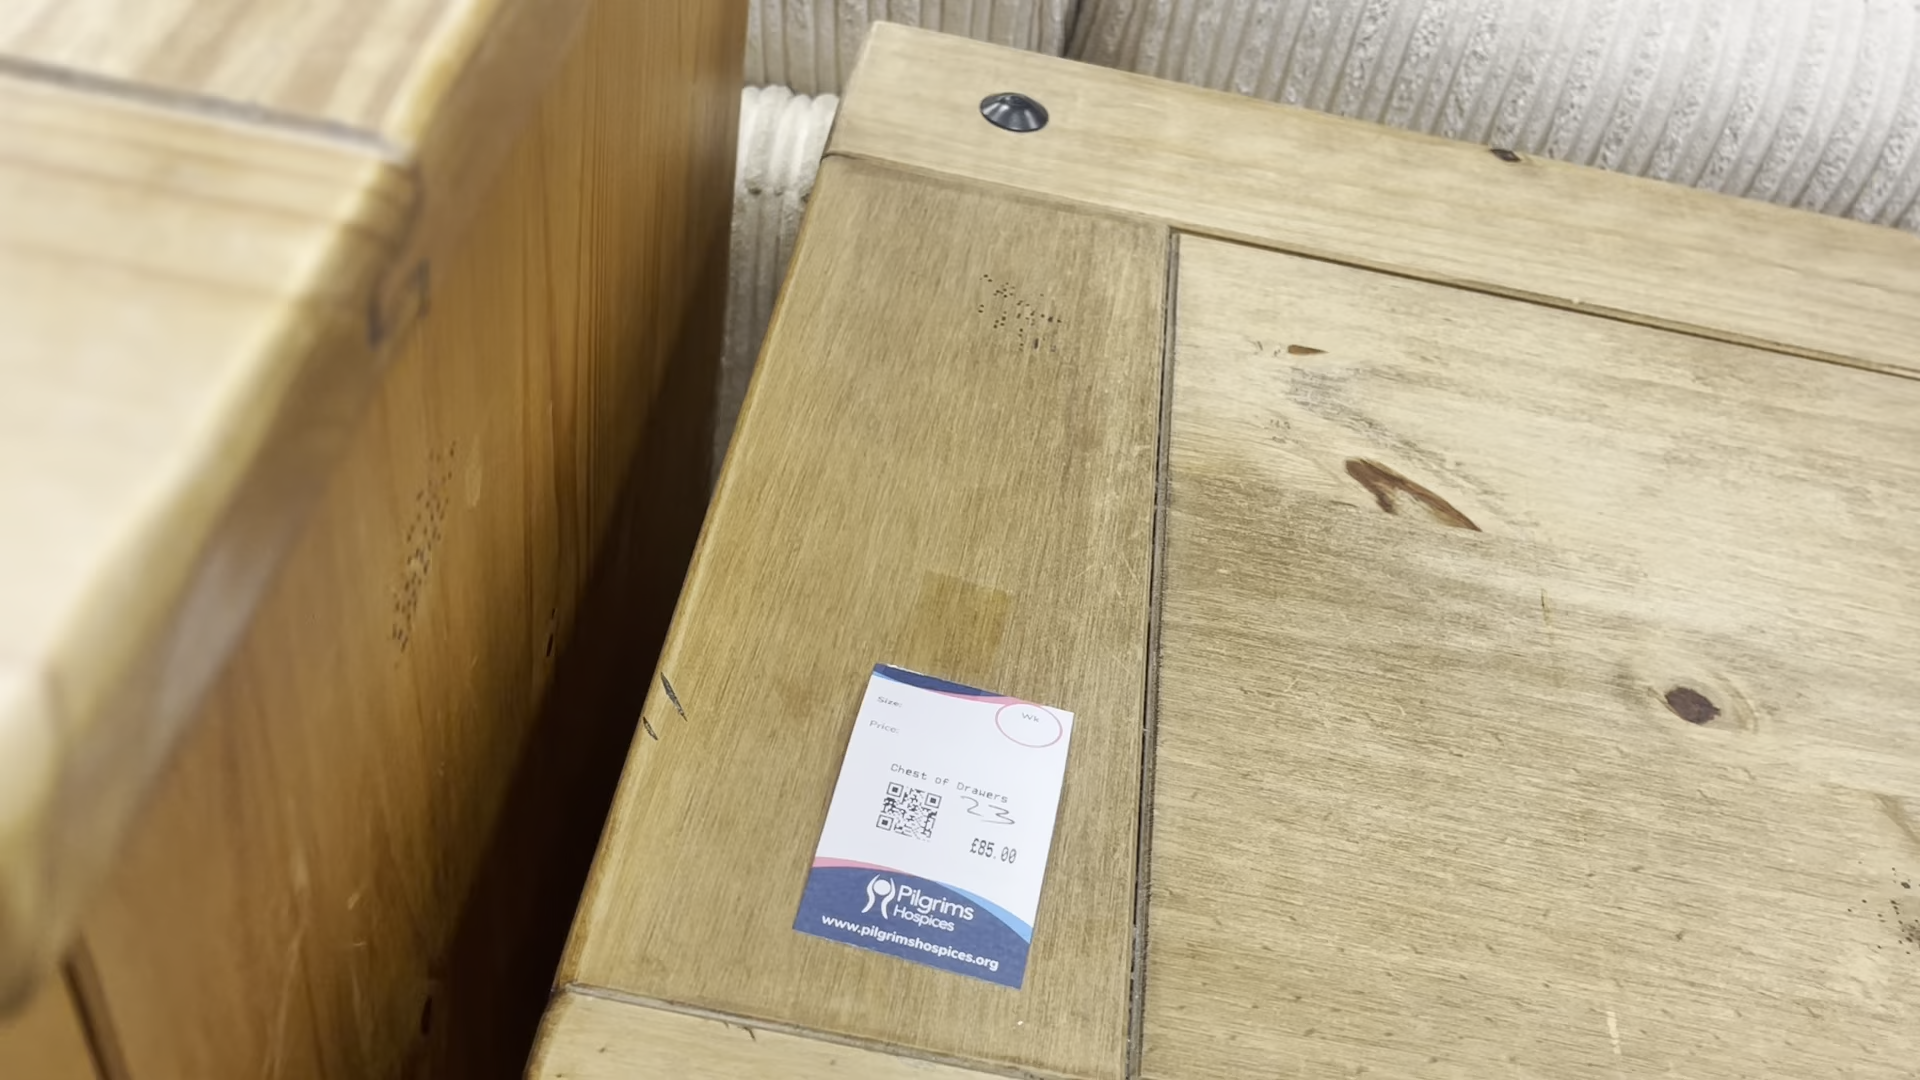 Size:
Wk
Price:
Chest of Drawers
23
£85.00
Pilgrims
Hospices
www.pilgrimshospices.org